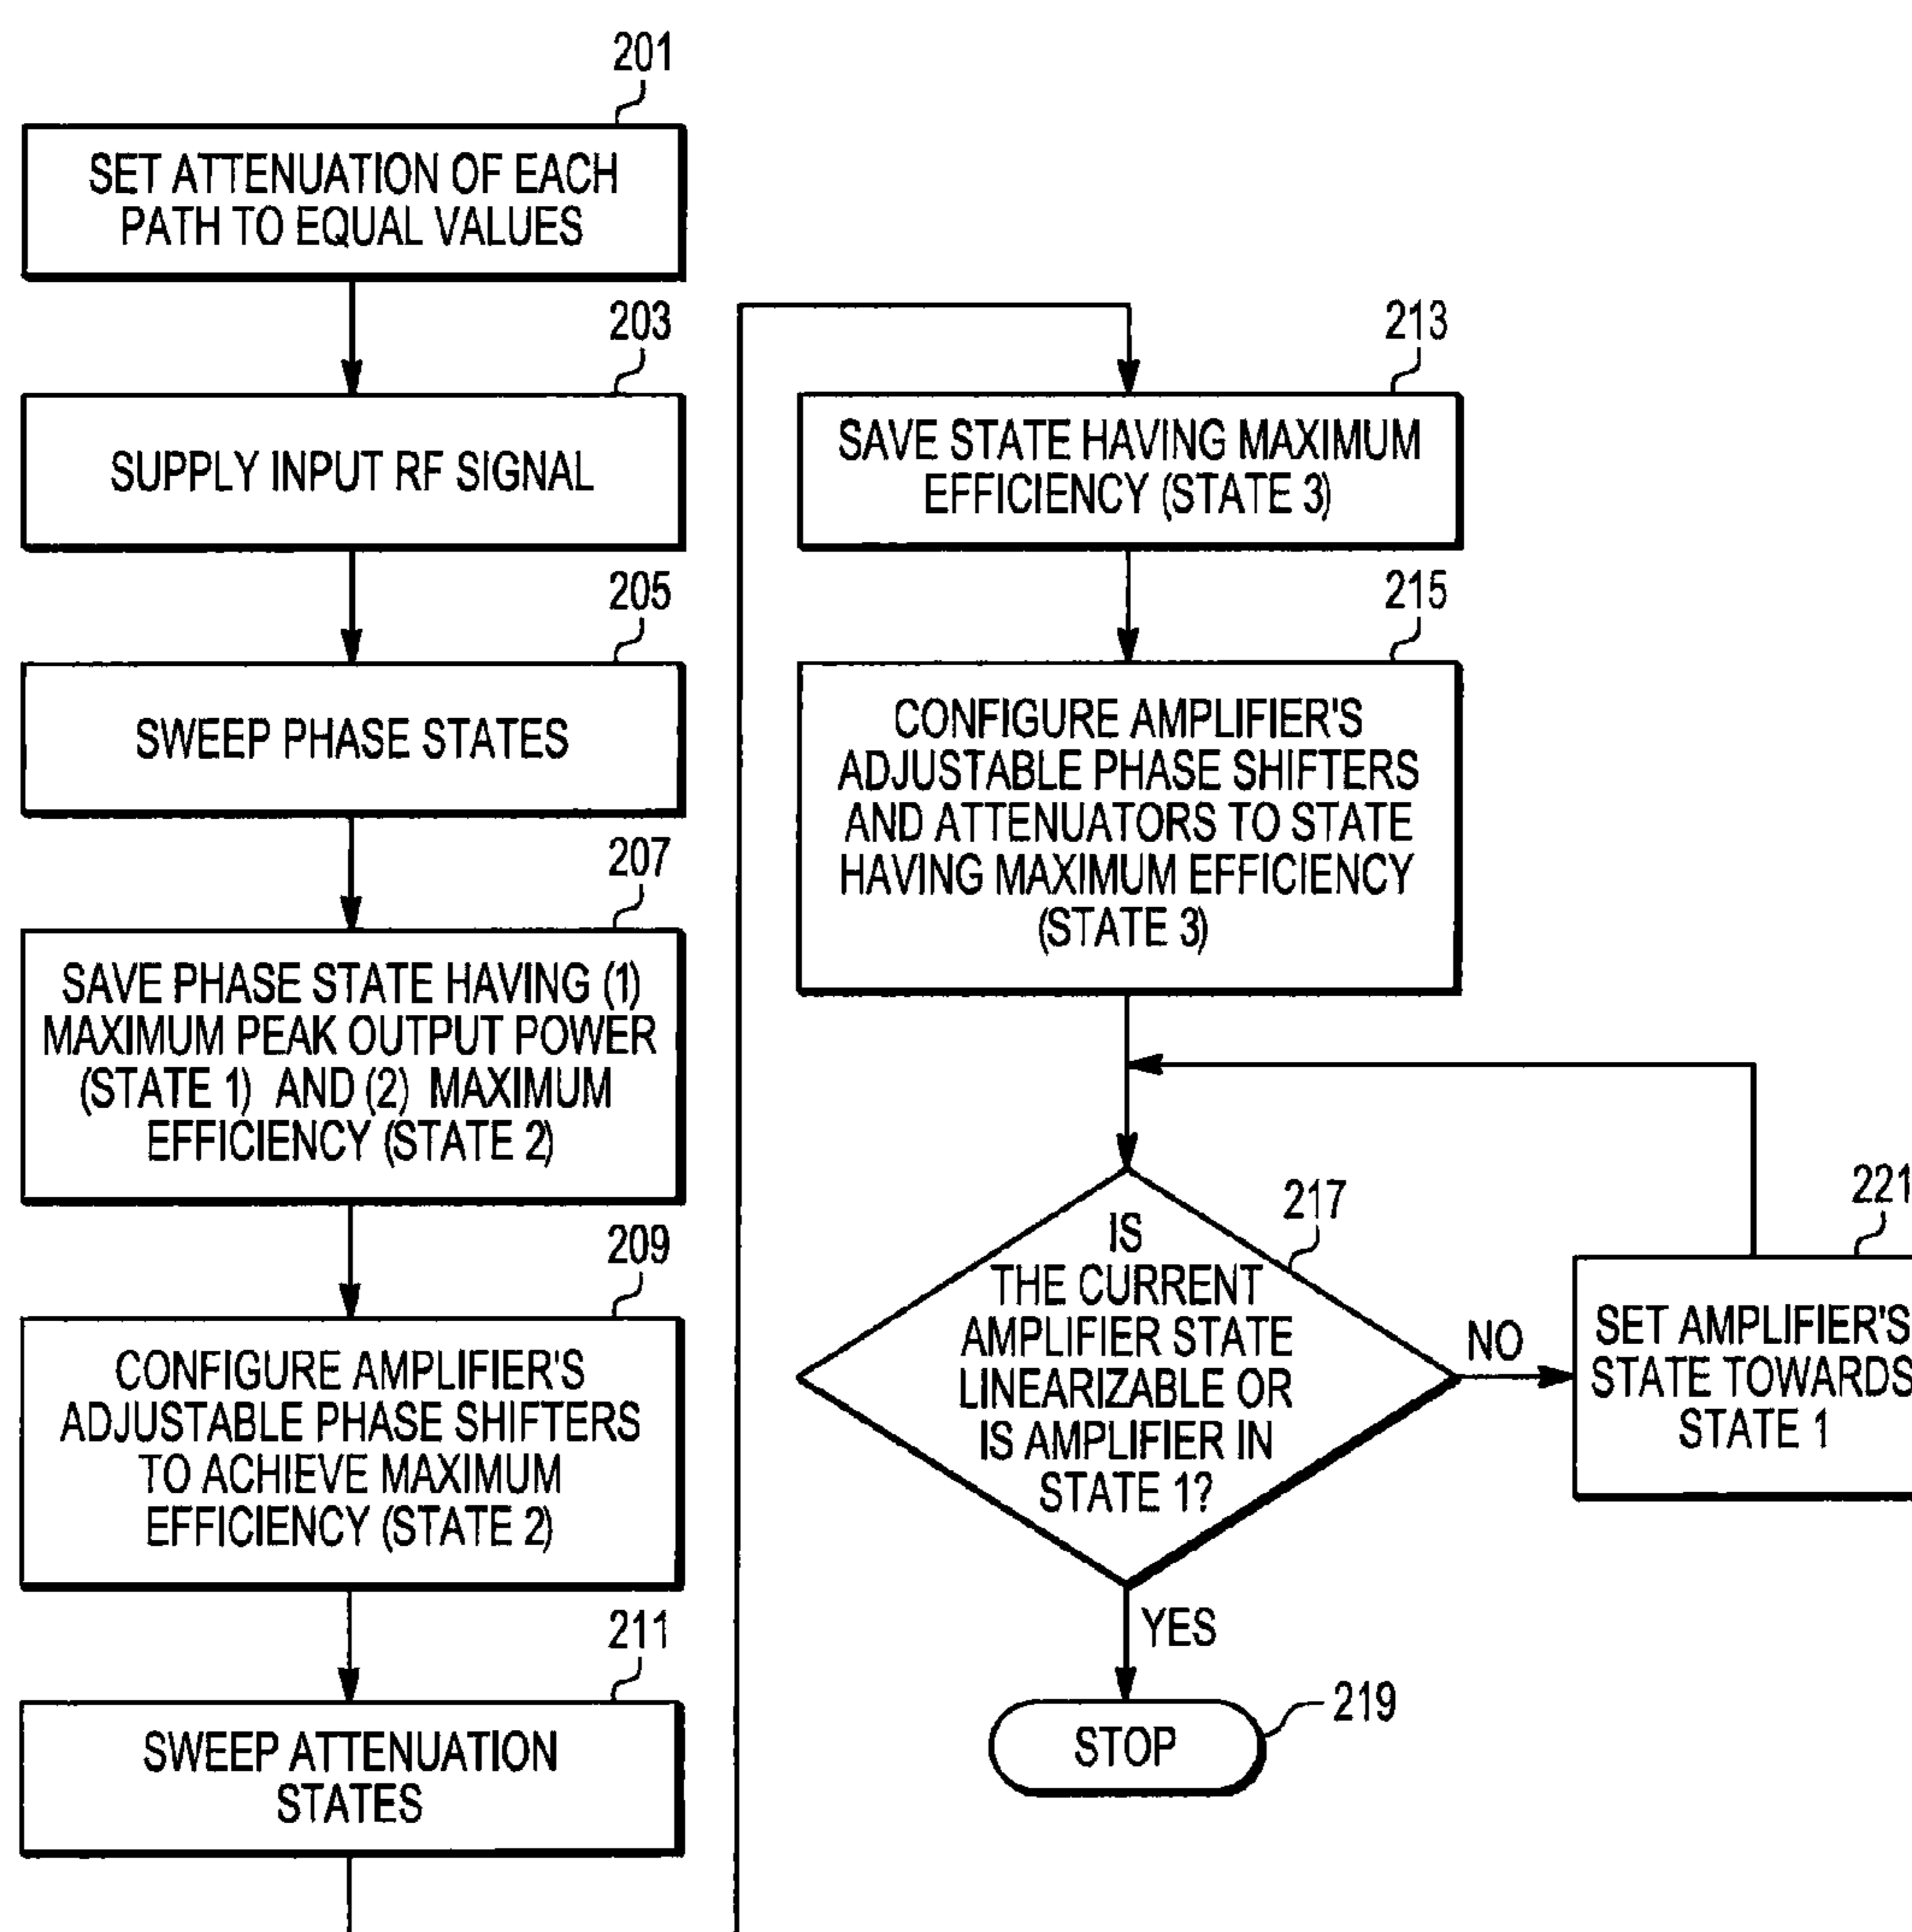 201
SET ATTENUATION OF EACH
PATH TO EQUAL VALUES
203
SUPPLY INPUT RF SIGNAL
205
SWEEP PHASE STATES
207
SAVE PHASE STATE HAVING (1)
MAXIMUM PEAK OUTPUT POWER
(STATE 1) AND (2) MAXIMUM
EFFICIENCY (STATE 2)
209
CONFIGURE AMPLIFIER'S
ADJUSTABLE PHASE SHIFTERS
TO ACHIEVE MAXIMUM
EFFICIENCY (STATE 2)
211
SWEEP ATTENUATION
STATES
213
SAVE STATE HAVING MAXIMUM
EFFICIENCY (STATE 3)
215
CONFIGURE AMPLIFIER'S
ADJUSTABLE PHASE SHIFTERS
AND ATTENUATORS TO STATE
HAVING MAXIMUM EFFICIENCY
(STATE 3)
217
IS
THE CURRENT
AMPLIFIER STATE
LINEARIZABLE OR
IS AMPLIFIER IN
STATE 1?
NO
221
SET AMPLIFIER'S
STATE TOWARDS
STATE 1
YES
STOP
219